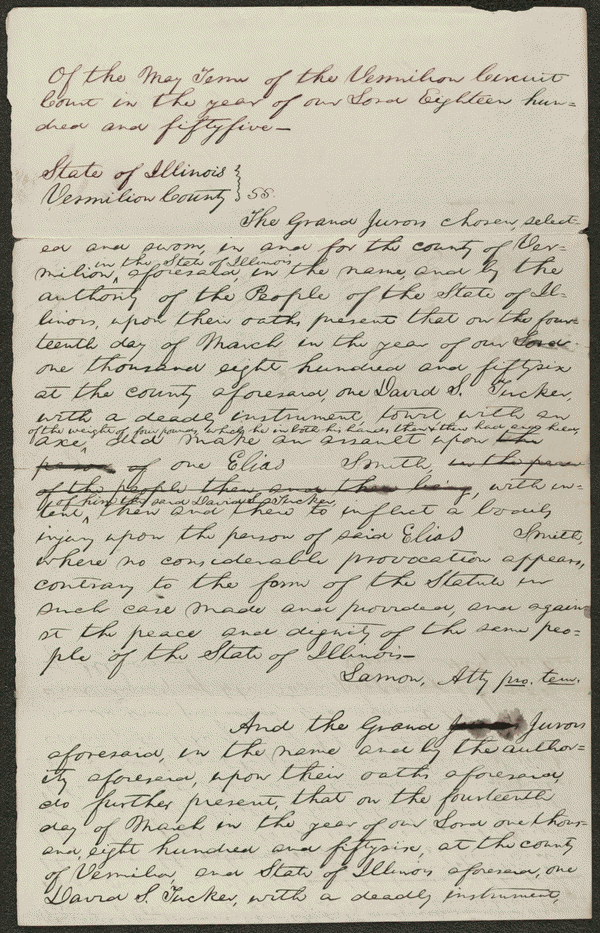 Of the May Term of the Vermilion Circuit
Court in the year of our Lord Eighteen hun=
dred and fiftyfive—
State of Illinois
Vermilion County } SS.
The Grand Jurors chosen, select=
ed and sworn, in and for the county of Ver=
in the State of Illinois
milion, aforesaid, in the name, and by the
authority of the People of the State of Il=
linois, upon their oaths present that on the four=
teenth day of March in the year of our Lord
one thousand eight hundred and fiftysix
at the county aforesaid, one David S. Tucker,
with a deadly instrument, towit, with an
of the weight of four pounds which he in both his hands then & there had and held,
axe, did make an assault upon the
person of one Elias Smith, in the peace
of the people then and there being, with in=
of him the said David S. Tucker,
tent, then and there to inflict a bodily
injury upon the person of said Elias Smith,
where no considerable provocation appears,
contrary to the form of the Statute in
such case made and provided, and again
st the peace and dignity of the same peo=
ple of the State of Illinois—
Lamon, Atty pro. tem.
And the Grand Jurors
aforesaid, in the name and by the author=
ity aforesaid, upon their oaths aforesaid,
do further present, that on the fourteenth
day of March in the year of our Lord one thous
and, eight hundred and fiftysix, at the county
of Vermilion, and State of Illinois aforesaid, one
David S. Tucker, with a deadly instrument,